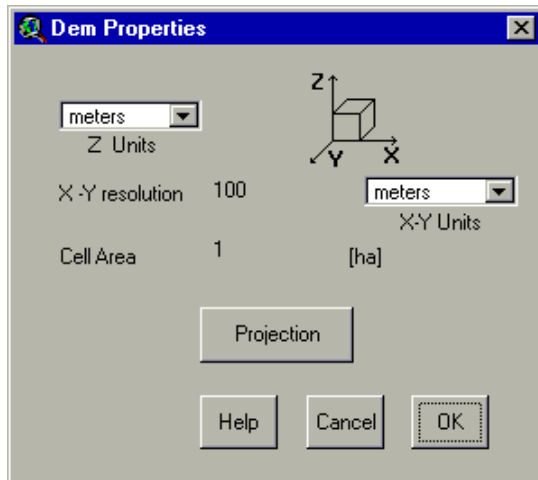 Dem Properties
Z
meters
Z Units
Y X
X-Y resolution 100 meters
X-Y Units
Cell Area 1 [ha]
Projection
Help Cancel OK